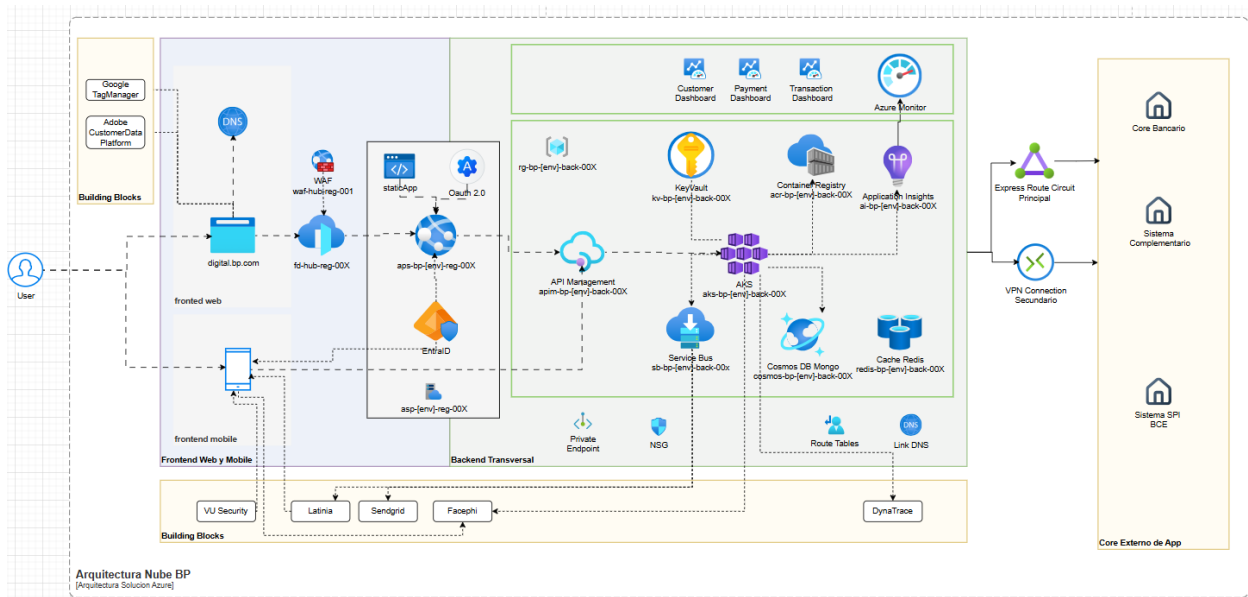 Google
TagManager
Adobe
CustomerData
Platform
Building Blocks
User
DNS
digital.bp.com
fronted web
frontend mobile
Frontend Web y Mobile
WAF
waf-hub-reg-001
fd-hub-reg-00X
staticApp
Oauth 2.0
aps-bp-[env]-reg-00X
EntraID
asp-[env]-reg-00X
Customer
Dashboard
Payment
Dashboard
Transaction
Dashboard
Azure Monitor
rg-bp-[env]-back-00X
KeyVault
kv-bp-[env]-back-00X
Container Registry
acr-bp-[env]-back-00X
Application Insights
ai-bp-[env]-back-00X
API Management
apim-bp-[env]-back-00X
AKS
aks-bp-[env]-back-00X
Service Bus
sb-bp-[env]-back-00x
Cosmos DB Mongo
cosmos-bp-[env]-back-00X
Cache Redis
redis-bp-[env]-back-00X
Private
Endpoint
NSG
Route Tables
DNS
Link DNS
Backend Transversal
VU Security
Latinia
Sendgrid
Facephi
DynaTrace
Building Blocks
Express Route Circuit
Principal
VPN Connection
Secundario
Core Bancario
Sistema
Complementario
Sistema SPI
BCE
Core Externo de App
Arquitectura Nube BP
[Arquitectura Solucion Azure]